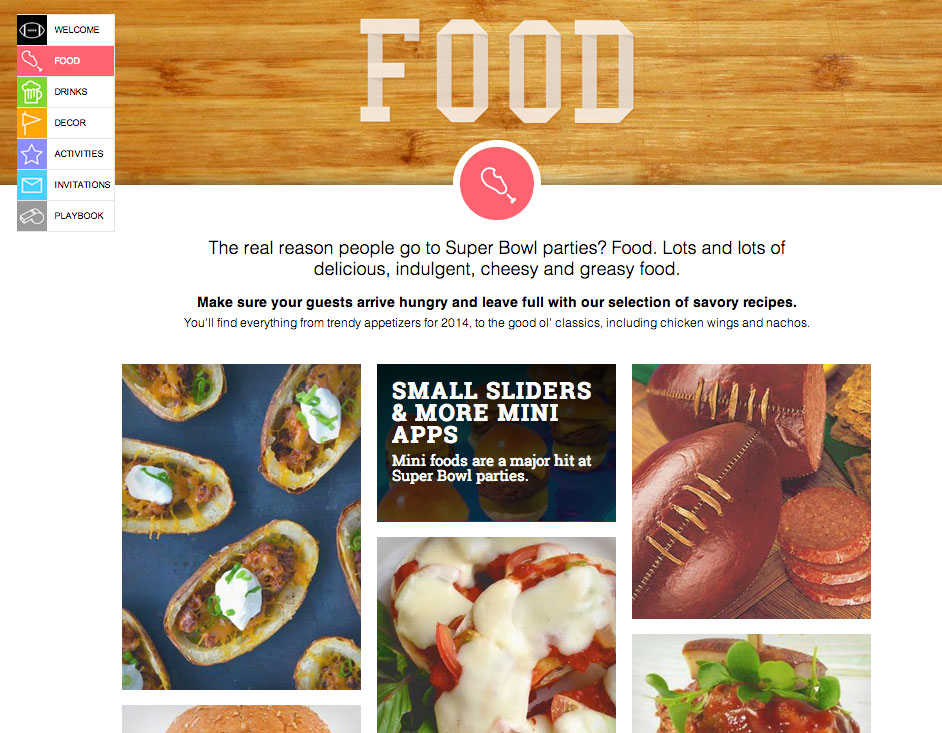 FOOD
WELCOME
FOOD
DRINKS
DECOR
ACTIVITIES
INVITATIONS
PLAYBOOK
The real reason people go to Super Bowl parties? Food. Lots and lots of
delicious, indulgent, cheesy and greasy food.
Make sure your guests arrive hungry and leave full with our selection of savory recipes.
You'll find everything from trendy appetizers for 2014, to the good ol' classics, including chicken wings and nachos.
SMALL SLIDERS
& MORE MINI
APPS
Mini foods are a major hit at
Super Bowl parties.